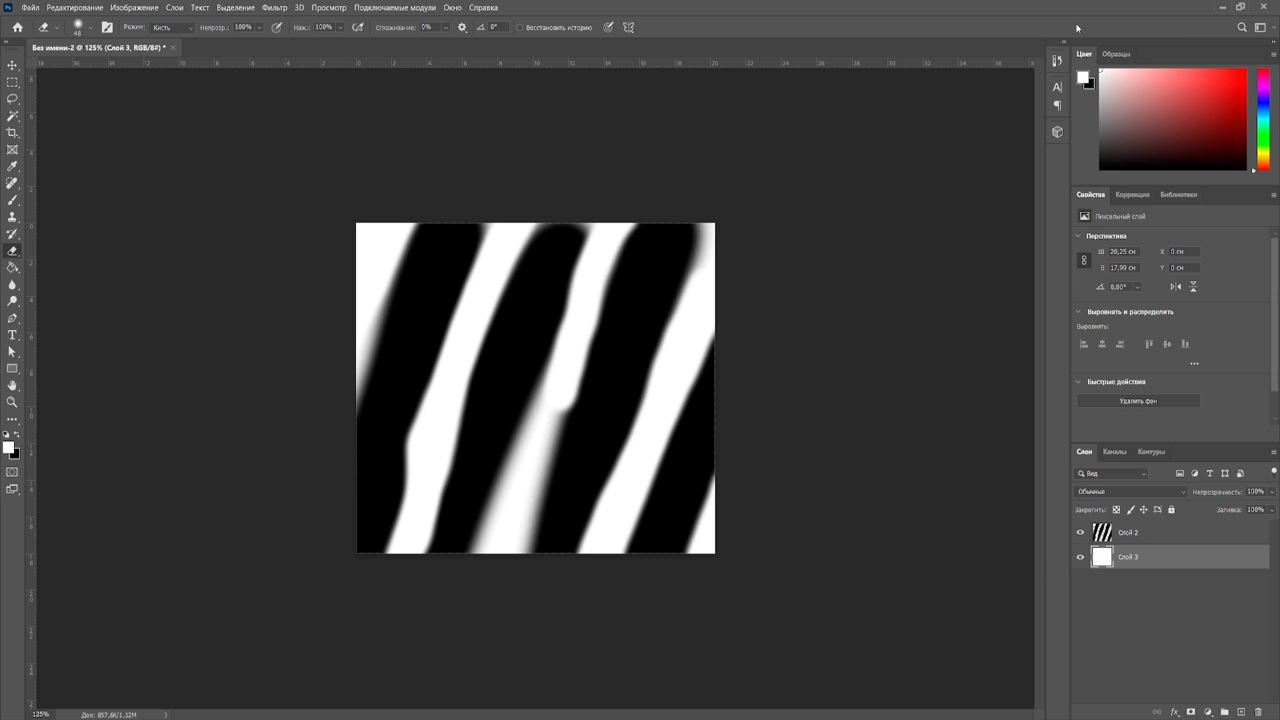 Файл Редактирование Изображение Слои Текст Выделение Фильтр 3D Просмотр Подключаемые модули Окно Справка
48 Режим: Кисть Непрозр.: 100% Наж.: 100% Сглаживание: 0% 0° Восстановить историю
Без имени-2 @ 125% (Слой 3, RGB/8#) *
Цвет Образцы
Свойства Коррекция Библиотеки
Пиксельный слой
Перспектива
Ш 20,25 см X 0 см
В 17,99 см Y 0 см
0,00°
Выровнять и распределить
Выровнять:
Быстрые действия
Удалить фон
Слои Каналы Контуры
Вид
Обычные Непрозрачность: 100%
Закрепить: Заливка: 100%
Слой 2
Слой 3
125% Док: 857,6K/1,12M